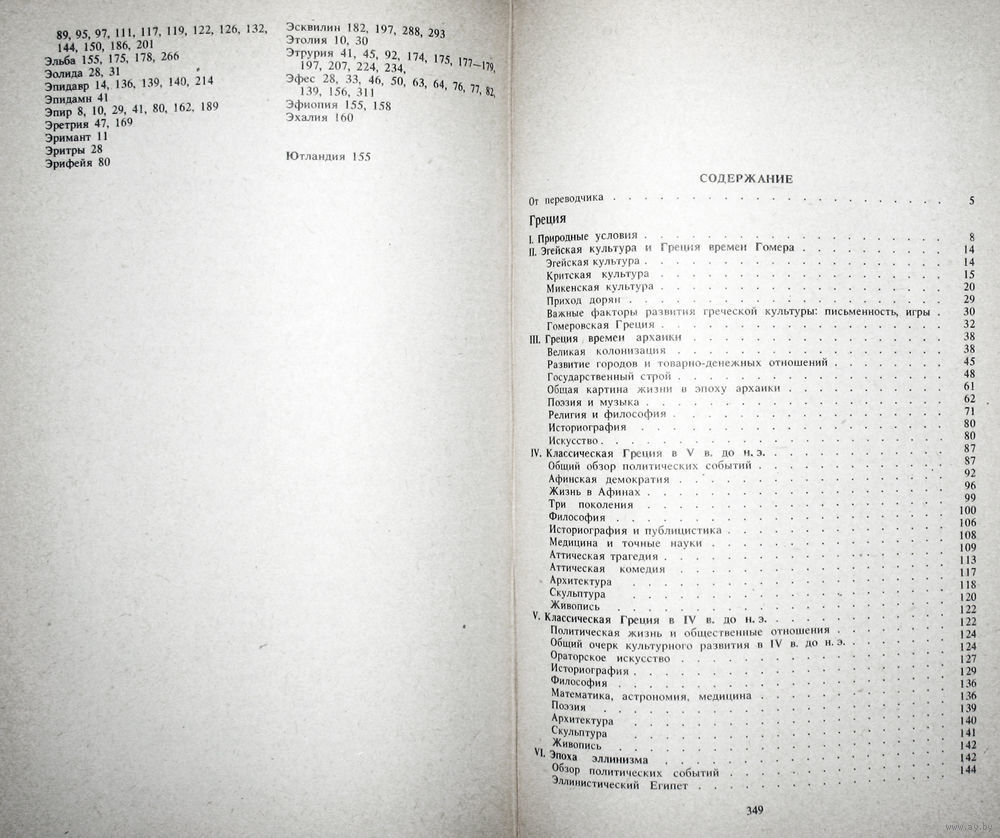 89, 95, 97, 111, 117, 119, 122, 126, 132,
144, 150, 186, 201
Эльба 155, 175, 178, 266
Эолида 28, 31
Эпидавр 14, 136, 139, 140, 214
Эпидамн 41
Эпир 8, 10, 29, 41, 80, 162, 189
Эретрия 47, 169
Эримант 11
Эритры 28
Эрифейя 80
Эсквилин 182, 197, 288, 293
Этолия 10, 30
Этрурия 41, 45, 92, 174, 175, 177—179,
197, 207, 224, 234,
Эфес 28, 33, 46, 50, 63, 64, 76, 77, 82,
139, 156, 311
Эфиопия 155, 158
Эхалия 160
Ютландия 155
СОДЕРЖАНИЕ
От переводчика . . . . . 5
Греция
I. Природные условия . . . . . 8
II. Эгейская культура и Греция времен Гомера . . . . . 14
Эгейская культура . . . . . 14
Критская культура . . . . . 15
Микенская культура . . . . . 20
Приход дорян . . . . . 29
Важные факторы развития греческой культуры: письменность, игры . 30
Гомеровская Греция . . . . . 32
III. Греция времен архаики . . . . . 38
Великая колонизация . . . . . 38
Развитие городов и товарно-денежных отношений . . . . . 45
Государственный строй . . . . . 48
Общая картина жизни в эпоху архаики . . . . . 61
Поэзия и музыка . . . . . 62
Религия и философия . . . . . 71
Историография . . . . . 80
Искусство . . . . . 80
IV. Классическая Греция в V в. до н. э. . . . . . 87
Общий обзор политических событий . . . . . 87
Афинская демократия . . . . . 92
Жизнь в Афинах . . . . . 96
Три поколения . . . . . 99
Философия . . . . . 100
Историография и публицистика . . . . . 106
Медицина и точные науки . . . . . 108
Аттическая трагедия . . . . . 109
Аттическая комедия . . . . . 113
Архитектура . . . . . 117
Скульптура . . . . . 118
Живопись . . . . . 120
V. Классическая Греция в IV в. до н. э. . . . . . 122
Политическая жизнь и общественные отношения . . . . . 122
Общий очерк культурного развития в IV в. до н. э. . . . . . 124
Ораторское искусство . . . . . 124
Историография . . . . . 127
Философия . . . . . 129
Математика, астрономия, медицина . . . . . 136
Поэзия . . . . . 136
Архитектура . . . . . 139
Скульптура . . . . . 140
Живопись . . . . . 141
VI. Эпоха эллинизма . . . . . 142
Обзор политических событий . . . . . 142
Эллинистический Египет . . . . . 144
349
www.ay.by